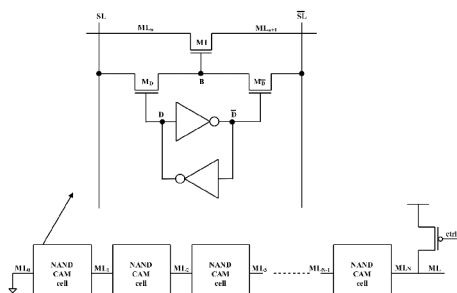 SL
SL
ML_n
ML_n+1
M1
M_D
B
M_D
D
D
ctrl
ML_0
NAND
CAM
cell
ML_1
NAND
CAM
cell
ML_2
NAND
CAM
cell
ML_3
ML_N-1
NAND
CAM
cell
ML_N
ML